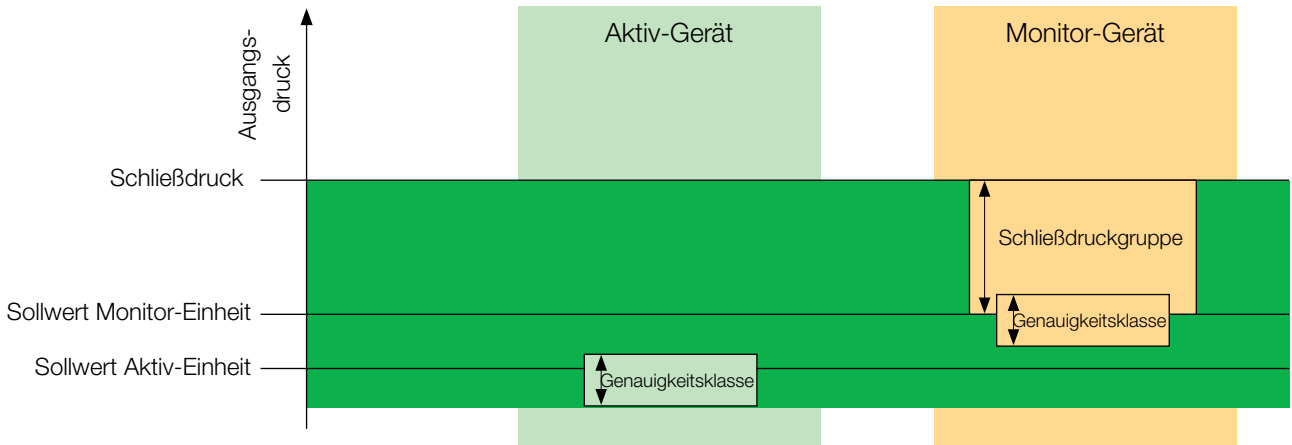 Ausgangs-
druck
Aktiv-Gerät
Monitor-Gerät
Schließdruck
Schließdruckgruppe
Sollwert Monitor-Einheit
Genauigkeitsklasse
Sollwert Aktiv-Einheit
Genauigkeitsklasse